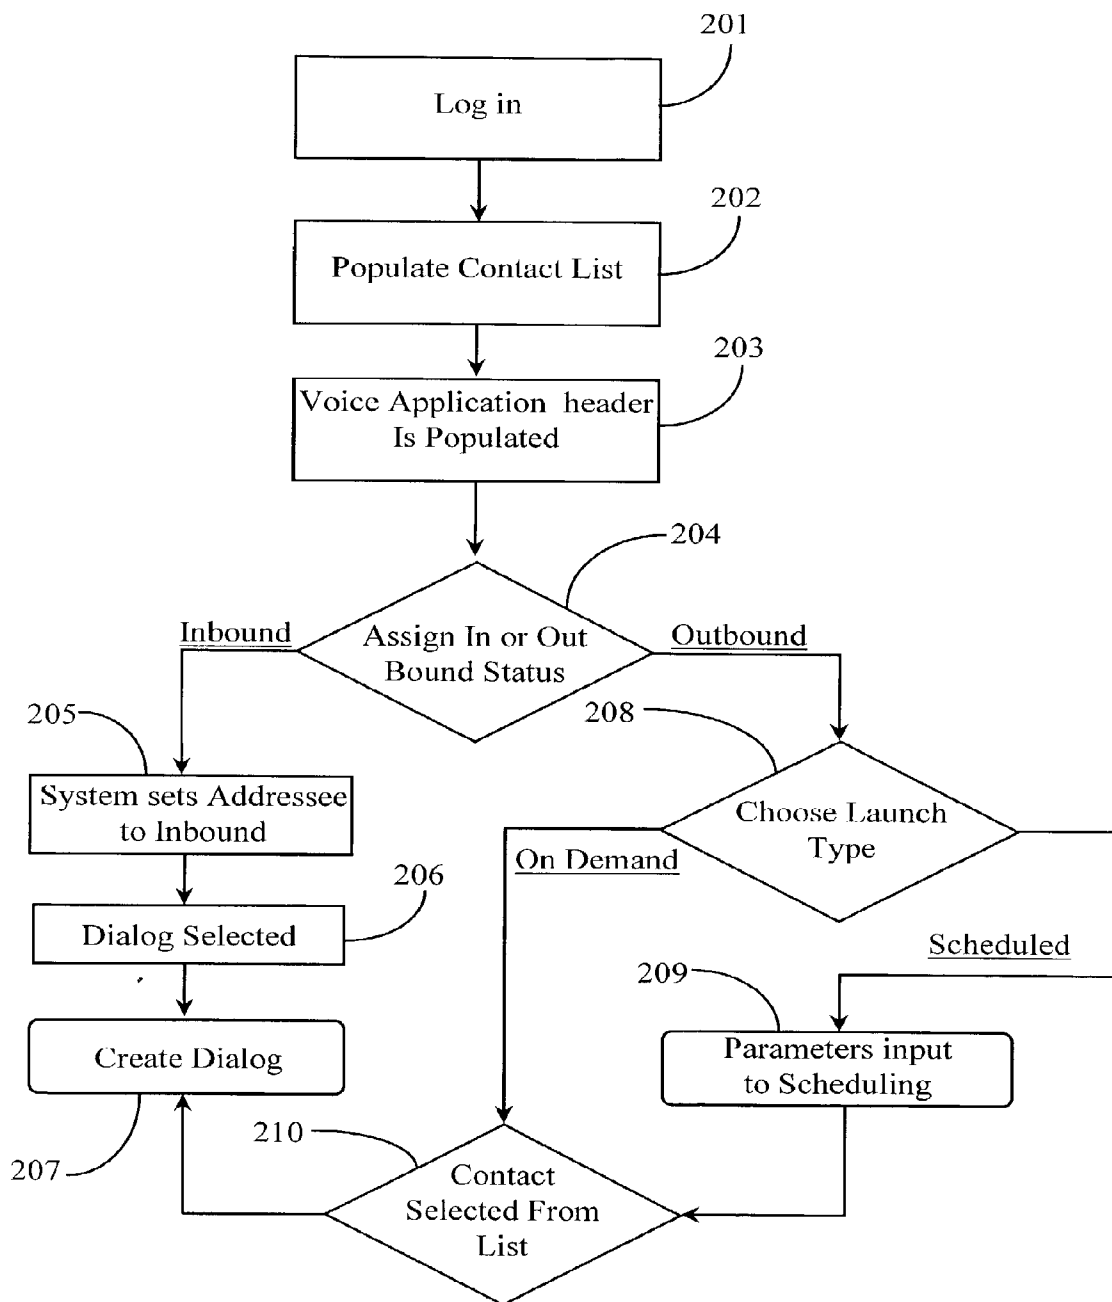 201
Log in
202
Populate Contact List
203
Voice Application header
Is Populated
204
Inbound
Assign In or Out
Bound Status
Outbound
205
208
System sets Addressee
to Inbound
Choose Launch
Type
On Demand
206
Dialog Selected
Scheduled
209
Create Dialog
Parameters input
to Scheduling
210
207
Contact
Selected From
List